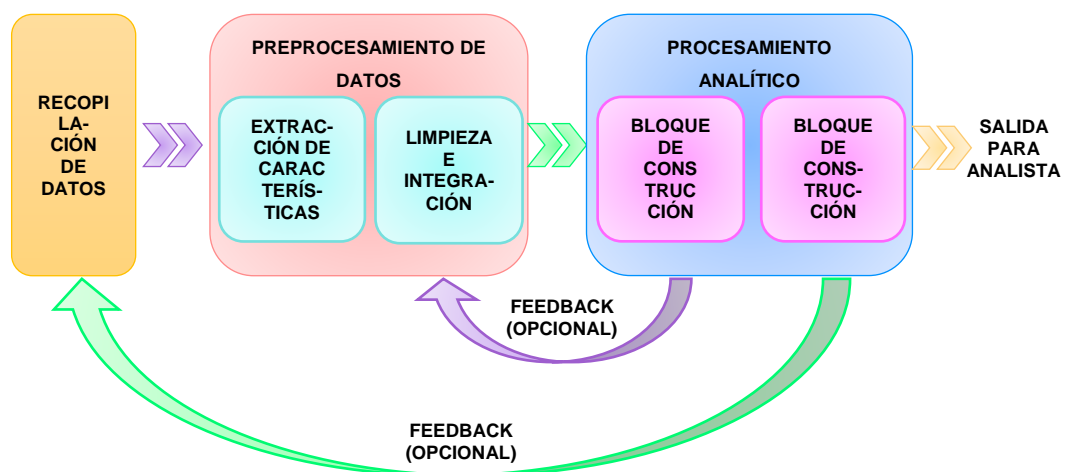 RECOPI
LA-
CIÓN
DE
DATOS
PREPROCESAMIENTO DE
DATOS
EXTRAC-
CIÓN DE
CARAC
TERÍS-
TICAS
LIMPIEZA
E
INTEGRA-
CIÓN
PROCESAMIENTO
ANALÍTICO
BLOQUE
DE
CONS
TRUC
CIÓN
BLOQUE
DE
CONS-
TRUC-
CIÓN
SALIDA
PARA
ANALISTA
FEEDBACK
(OPCIONAL)
FEEDBACK
(OPCIONAL)